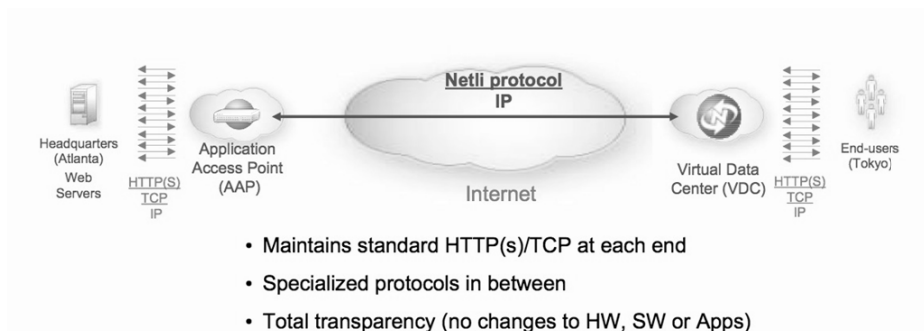 Netli protocol
IP
Headquarters
(Atlanta)
Web
Servers
HTTP(S)
TCP
IP
Application
Access Point
(AAP)
Internet
Virtual Data
Center (VDC)
HTTP(S)
TCP
IP
End-users
(Tokyo)
• Maintains standard HTTP(s)/TCP at each end
• Specialized protocols in between
• Total transparency (no changes to HW, SW or Apps)